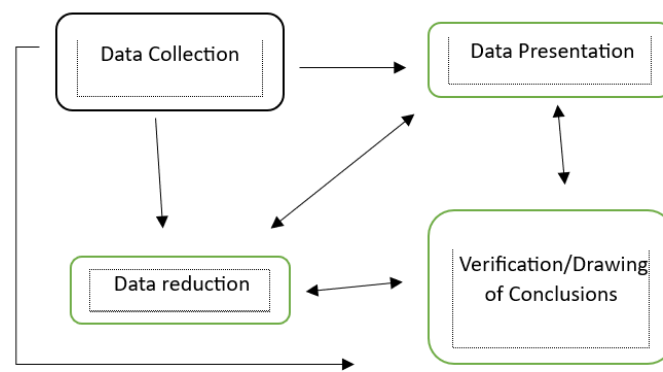 Data Collection
Data Presentation
Data reduction
Verification/Drawing
of Conclusions